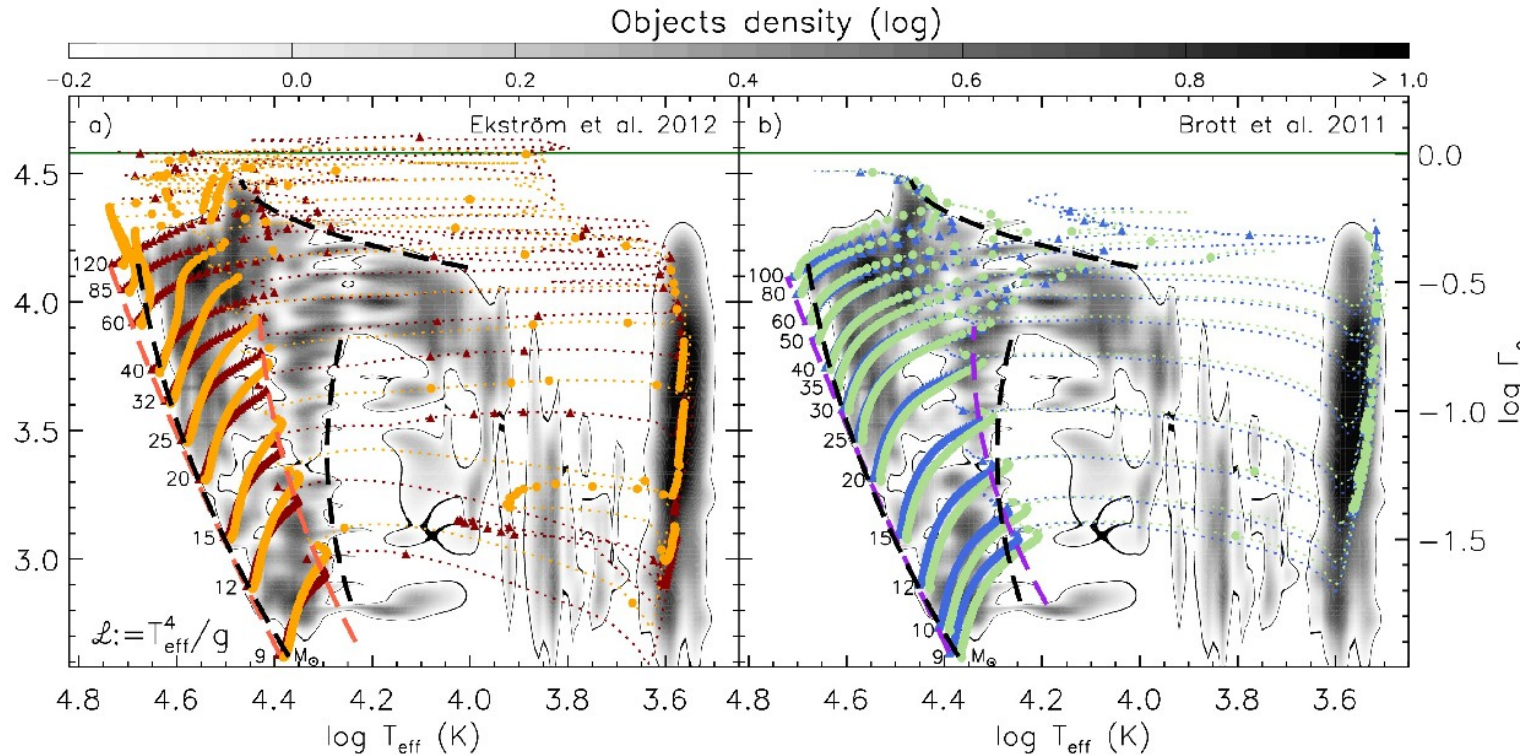 Objects density (log)
−0.2 0.0 0.2 0.4 0.6 0.8 > 1.0
a) Ekström et al. 2012
b) Brott et al. 2011
4.5
4.0
3.5
3.0
0.0
−0.5
−1.0
−1.5
log Γ
120
85
60
40
32
25
20
15
12
9 M☉
ℒ:=T⁴eff/g
100
80
60
50
40
35
30
25
20
15
12
10
9 M☉
4.8 4.6 4.4 4.2 4.0 3.8 3.6
4.8 4.6 4.4 4.2 4.0 3.8 3.6
log Teff (K)
log Teff (K)